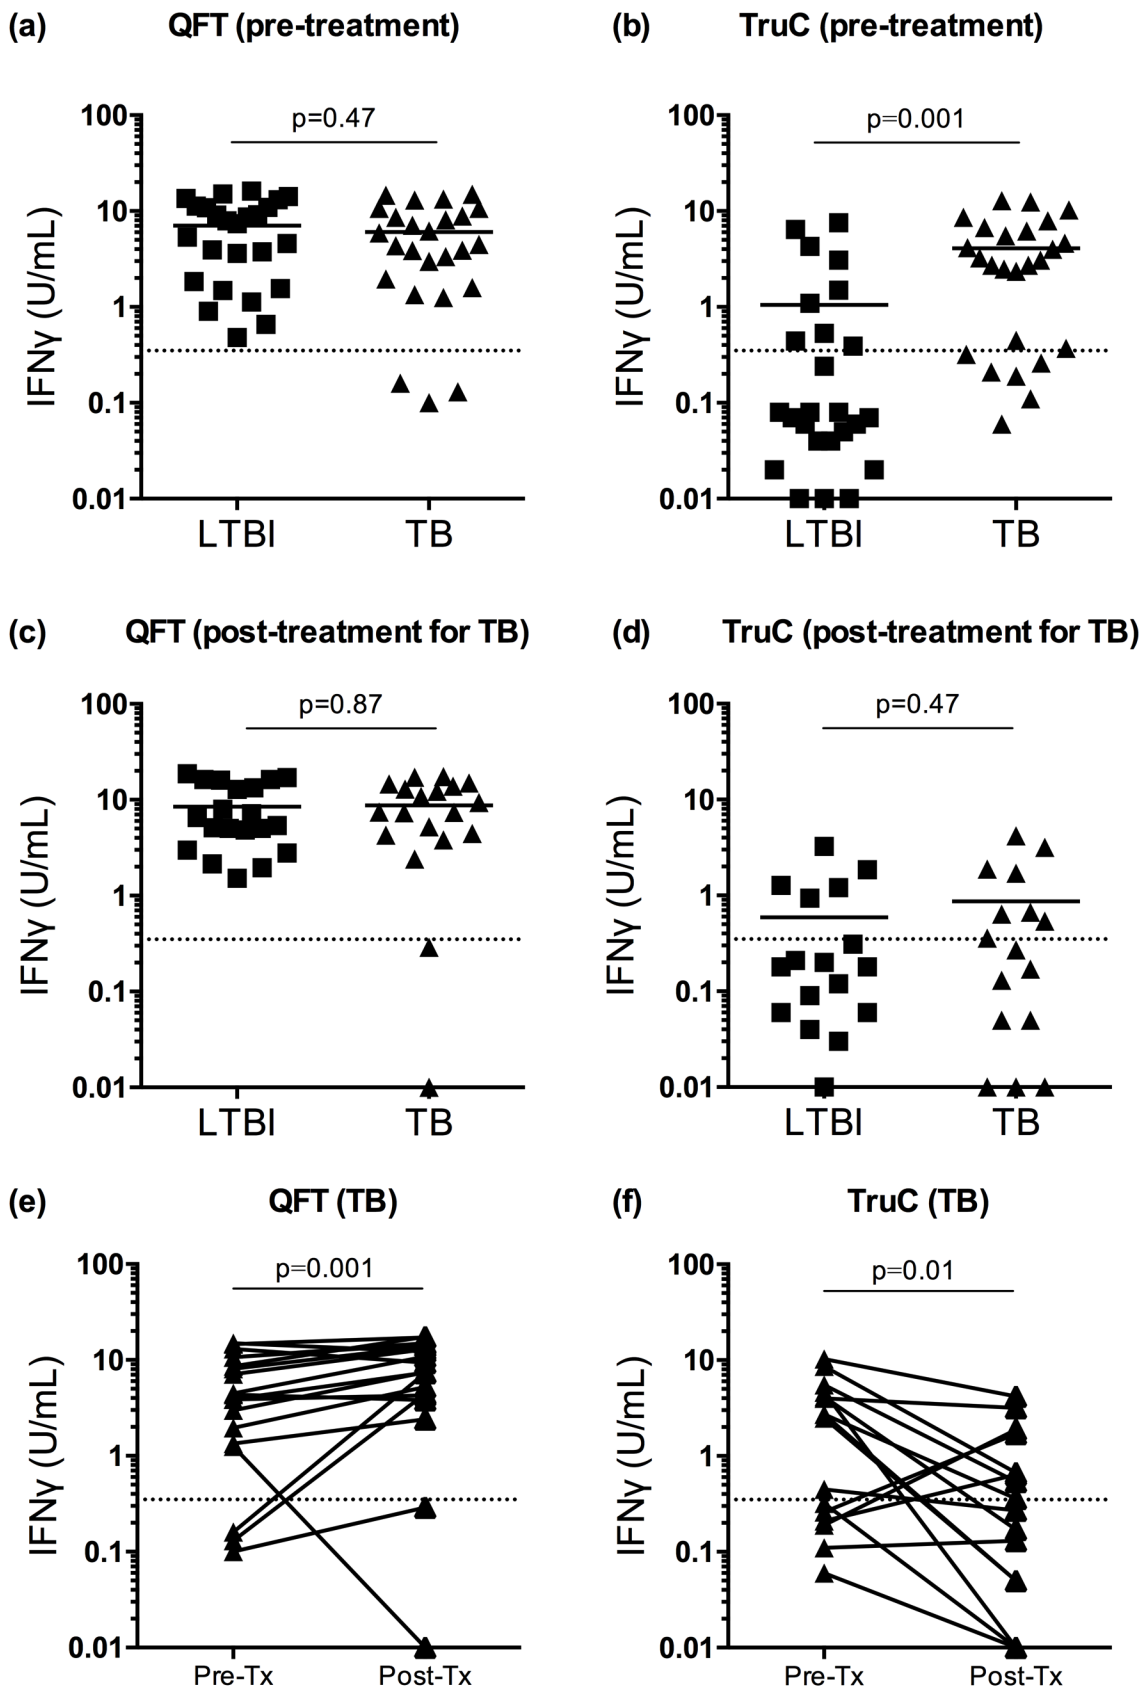 (a) QFT (pre-treatment)
(b) TruC (pre-treatment)
p=0.47
p=0.001
100
10
1
0.1
0.01
IFNγ (U/mL)
LTBI TB
100
10
1
0.1
0.01
IFNγ (U/mL)
LTBI TB
(c) QFT (post-treatment for TB)
(d) TruC (post-treatment for TB)
p=0.87
p=0.47
100
10
1
0.1
0.01
IFNγ (U/mL)
LTBI TB
100
10
1
0.1
0.01
IFNγ (U/mL)
LTBI TB
(e) QFT (TB)
(f) TruC (TB)
p=0.001
p=0.01
100
10
1
0.1
0.01
IFNγ (U/mL)
Pre-Tx Post-Tx
100
10
1
0.1
0.01
IFNγ (U/mL)
Pre-Tx Post-Tx